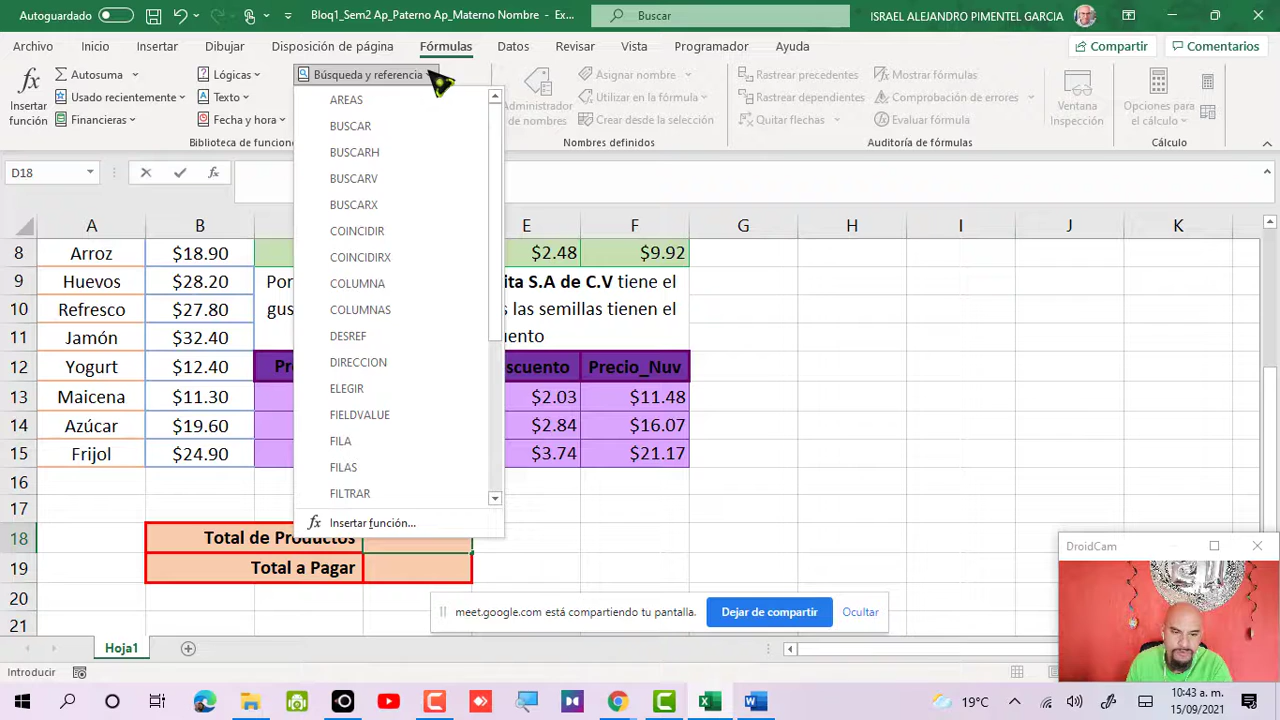 Autoguardado
Bloq1_Sem2 Ap_Paterno Ap_Materno Nombre - Ex...
Buscar
ISRAEL ALEJANDRO PIMENTEL GARCIA
Archivo Inicio Insertar Dibujar Disposición de página Fórmulas Datos Revisar Vista Programador Ayuda
Compartir Comentarios
Insertar función
Autosuma
Usado recientemente
Financieras
Lógicas
Texto
Fecha y hora
Búsqueda y referencia
Biblioteca de funcio
Administrador de nombres
Asignar nombre
Utilizar en la fórmula
Crear desde la selección
Nombres definidos
Rastrear precedentes
Rastrear dependientes
Quitar flechas
Mostrar fórmulas
Comprobación de errores
Evaluar fórmula
Auditoría de fórmulas
Ventana Inspección
Opciones para el cálculo
Cálculo
AREAS
BUSCAR
BUSCARH
BUSCARV
BUSCARX
COINCIDIR
COINCIDIRX
COLUMNA
COLUMNAS
DESREF
DIRECCION
ELEGIR
FIELDVALUE
FILA
FILAS
FILTRAR
fx Insertar función...
D18
fx
A B E F G H I J K
8 Arroz $18.90 $2.48 $9.92
9 Huevos $28.20 Por ita S.A de C.V tiene el
10 Refresco $27.80 gus s las semillas tienen el
11 Jamón $32.40 uento
12 Yogurt $12.40 Pr scuento Precio_Nuv
13 Maicena $11.30 $2.03 $11.48
14 Azúcar $19.60 $2.84 $16.07
15 Frijol $24.90 $3.74 $21.17
16
17
18 Total de Productos
19 Total a Pagar
20
21
DroidCam
meet.google.com está compartiendo tu pantalla.
Dejar de compartir
Ocultar
Hoja1
Introducir
19°C
10:43 a. m.
15/09/2021